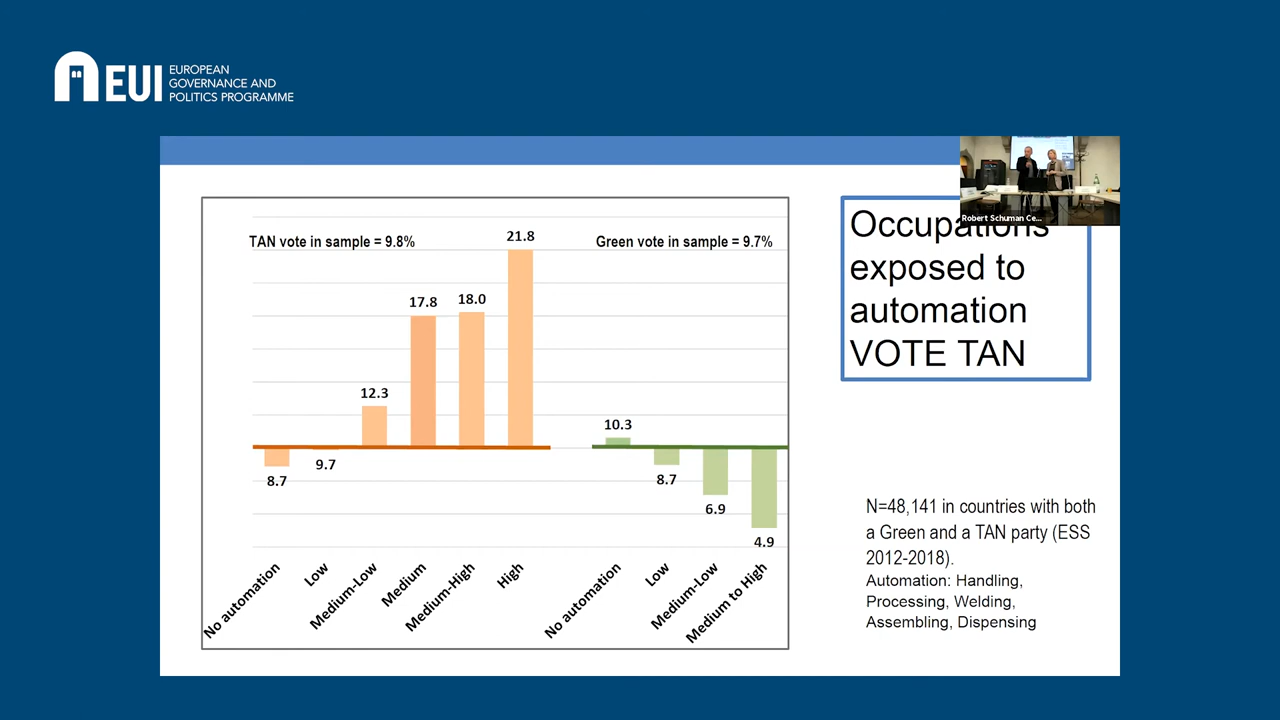 EUI
EUROPEAN
GOVERNANCE AND
POLITICS PROGRAMME
Robert Schuman Ce...
Occupations
exposed to
automation
VOTE TAN
TAN vote in sample = 9.8%
Green vote in sample = 9.7%
21.8
17.8
18.0
12.3
10.3
9.7
8.7
8.7
6.9
4.9
No automation
Low
Medium-Low
Medium
Medium-High
High
No automation
Low
Medium-Low
Medium to High
N=48,141 in countries with both
a Green and a TAN party (ESS
2012-2018).
Automation: Handling,
Processing, Welding,
Assembling, Dispensing